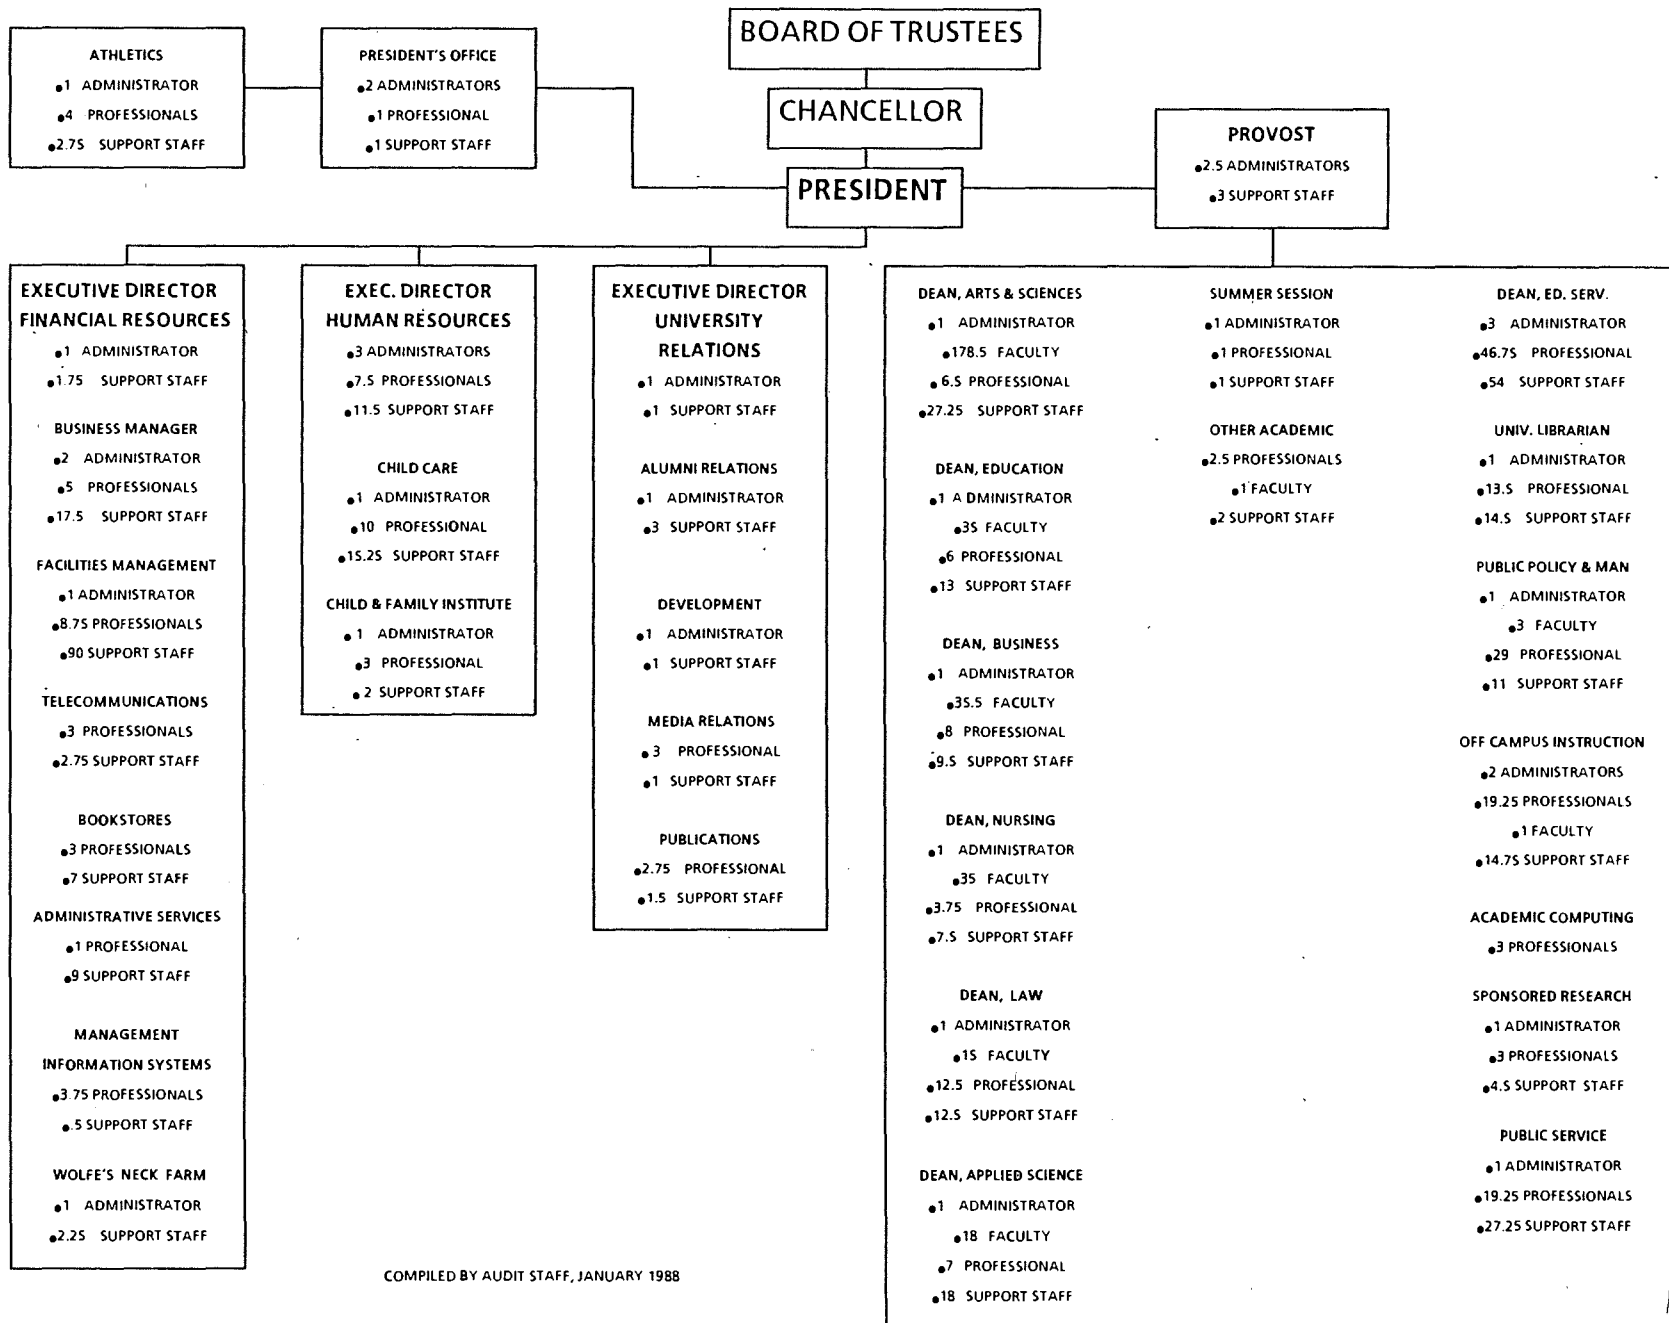 BOARD OF TRUSTEES
CHANCELLOR
PRESIDENT
ATHLETICS
●1 ADMINISTRATOR
●4 PROFESSIONALS
●2.75 SUPPORT STAFF
PRESIDENT'S OFFICE
●2 ADMINISTRATORS
●1 PROFESSIONAL
●1 SUPPORT STAFF
PROVOST
●2.5 ADMINISTRATORS
●3 SUPPORT STAFF
EXECUTIVE DIRECTOR
FINANCIAL RESOURCES
●1 ADMINISTRATOR
●1.75 SUPPORT STAFF
BUSINESS MANAGER
●2 ADMINISTRATOR
●5 PROFESSIONALS
●17.5 SUPPORT STAFF
FACILITIES MANAGEMENT
●1 ADMINISTRATOR
●8.75 PROFESSIONALS
●90 SUPPORT STAFF
TELECOMMUNICATIONS
●3 PROFESSIONALS
●2.75 SUPPORT STAFF
BOOKSTORES
●3 PROFESSIONALS
●7 SUPPORT STAFF
ADMINISTRATIVE SERVICES
●1 PROFESSIONAL
●9 SUPPORT STAFF
MANAGEMENT
INFORMATION SYSTEMS
●3.75 PROFESSIONALS
●.5 SUPPORT STAFF
WOLFE'S NECK FARM
●1 ADMINISTRATOR
●2.25 SUPPORT STAFF
EXEC. DIRECTOR
HUMAN RESOURCES
●3 ADMINISTRATORS
●7.5 PROFESSIONALS
●11.5 SUPPORT STAFF
CHILD CARE
●1 ADMINISTRATOR
●10 PROFESSIONAL
●15.25 SUPPORT STAFF
CHILD & FAMILY INSTITUTE
●1 ADMINISTRATOR
●3 PROFESSIONAL
●2 SUPPORT STAFF
EXECUTIVE DIRECTOR
UNIVERSITY
RELATIONS
●1 ADMINISTRATOR
●1 SUPPORT STAFF
ALUMNI RELATIONS
●1 ADMINISTRATOR
●3 SUPPORT STAFF
DEVELOPMENT
●1 ADMINISTRATOR
●1 SUPPORT STAFF
MEDIA RELATIONS
●3 PROFESSIONAL
●1 SUPPORT STAFF
PUBLICATIONS
●2.75 PROFESSIONAL
●1.5 SUPPORT STAFF
DEAN, ARTS & SCIENCES
●1 ADMINISTRATOR
●178.5 FACULTY
●6.5 PROFESSIONAL
●27.25 SUPPORT STAFF
DEAN, EDUCATION
●1 ADMINISTRATOR
●35 FACULTY
●6 PROFESSIONAL
●13 SUPPORT STAFF
DEAN, BUSINESS
●1 ADMINISTRATOR
●35.5 FACULTY
●8 PROFESSIONAL
●9.5 SUPPORT STAFF
DEAN, NURSING
●1 ADMINISTRATOR
●35 FACULTY
●3.75 PROFESSIONAL
●7.5 SUPPORT STAFF
DEAN, LAW
●1 ADMINISTRATOR
●15 FACULTY
●12.5 PROFESSIONAL
●12.5 SUPPORT STAFF
DEAN, APPLIED SCIENCE
●1 ADMINISTRATOR
●18 FACULTY
●7 PROFESSIONAL
●18 SUPPORT STAFF
SUMMER SESSION
●1 ADMINISTRATOR
●1 PROFESSIONAL
●1 SUPPORT STAFF
OTHER ACADEMIC
●2.5 PROFESSIONALS
●1 FACULTY
●2 SUPPORT STAFF
DEAN, ED. SERV.
●3 ADMINISTRATOR
●46.75 PROFESSIONAL
●54 SUPPORT STAFF
UNIV. LIBRARIAN
●1 ADMINISTRATOR
●13.5 PROFESSIONAL
●14.5 SUPPORT STAFF
PUBLIC POLICY & MAN
●1 ADMINISTRATOR
●3 FACULTY
●29 PROFESSIONAL
●11 SUPPORT STAFF
OFF CAMPUS INSTRUCTION
●2 ADMINISTRATORS
●19.25 PROFESSIONALS
●1 FACULTY
●14.75 SUPPORT STAFF
ACADEMIC COMPUTING
●3 PROFESSIONALS
SPONSORED RESEARCH
●1 ADMINISTRATOR
●3 PROFESSIONALS
●4.5 SUPPORT STAFF
PUBLIC SERVICE
●1 ADMINISTRATOR
●19.25 PROFESSIONALS
●27.25 SUPPORT STAFF
COMPILED BY AUDIT STAFF, JANUARY 1988